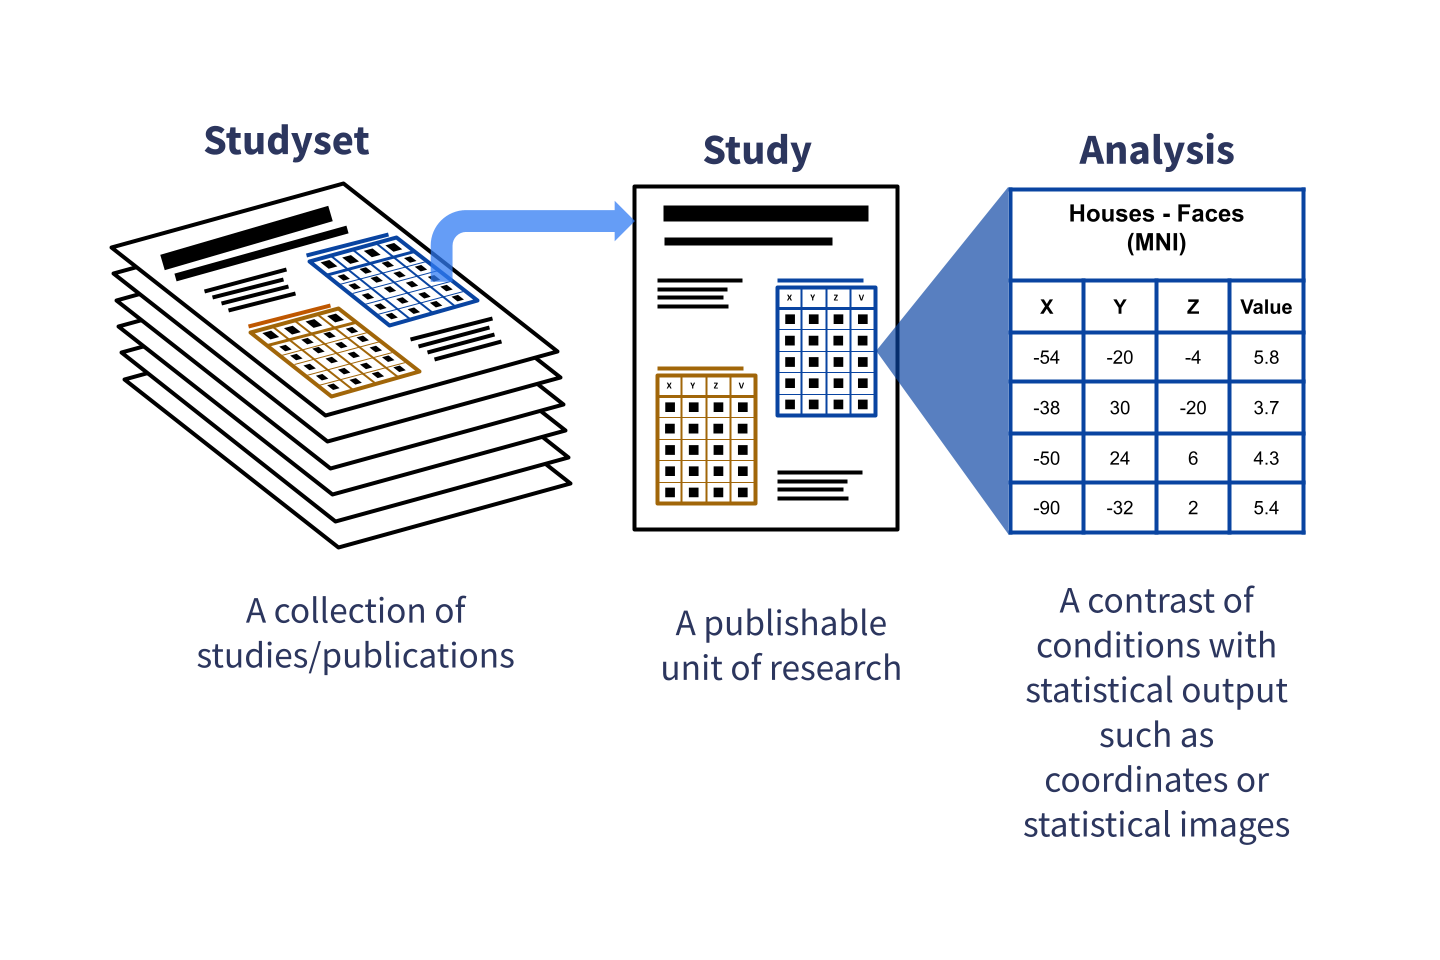 Studyset
Study
Analysis
X Y Z V
X Y Z V
Houses - Faces
(MNI)
X Y Z Value
-54 -20 -4 5.8
-38 30 -20 3.7
-50 24 6 4.3
-90 -32 2 5.4
A collection of
studies/publications
A publishable
unit of research
A contrast of
conditions with
statistical output
such as
coordinates or
statistical images